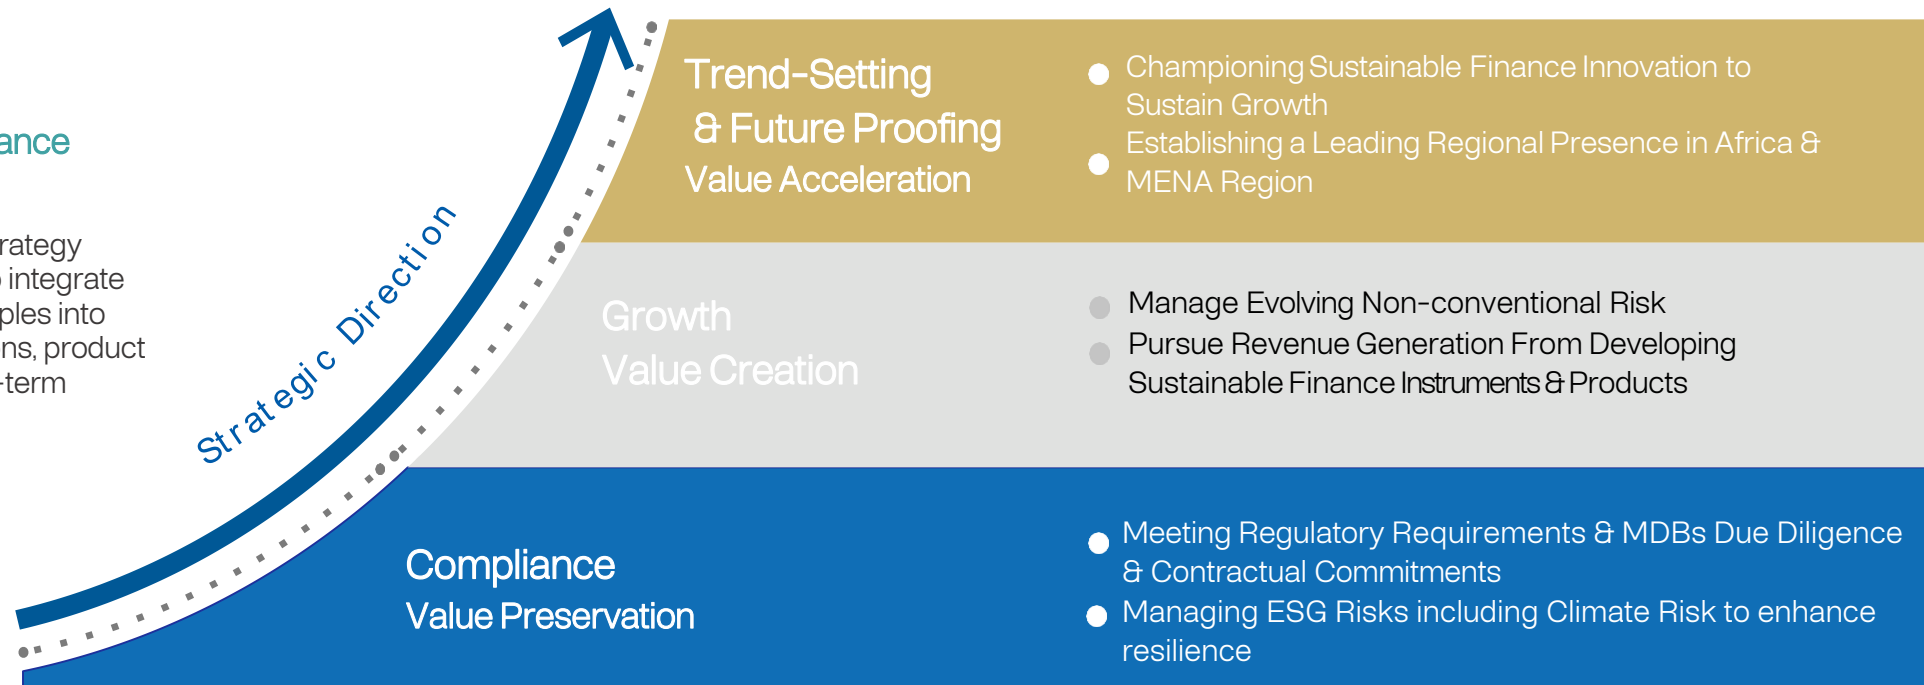 ance
rategy
integrate
ples into
ns, product
-term
Strategic Direction
Trend-Setting
& Future Proofing
Value Acceleration
Championing Sustainable Finance Innovation to
Sustain Growth
Establishing a Leading Regional Presence in Africa &
MENA Region
Growth
Value Creation
Manage Evolving Non-conventional Risk
Pursue Revenue Generation From Developing
Sustainable Finance Instruments & Products
Compliance
Value Preservation
Meeting Regulatory Requirements & MDBs Due Diligence
& Contractual Commitments
Managing ESG Risks including Climate Risk to enhance
resilience